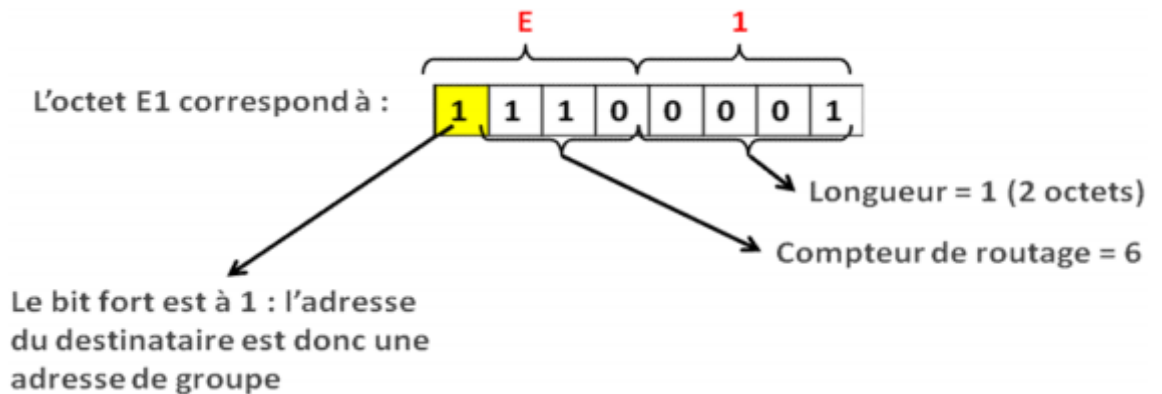 E 1
L'octet E1 correspond à : 1 1 1 0 0 0 0 1
Longueur = 1 (2 octets)
Compteur de routage = 6
Le bit fort est à 1 : l'adresse
du destinataire est donc une
adresse de groupe